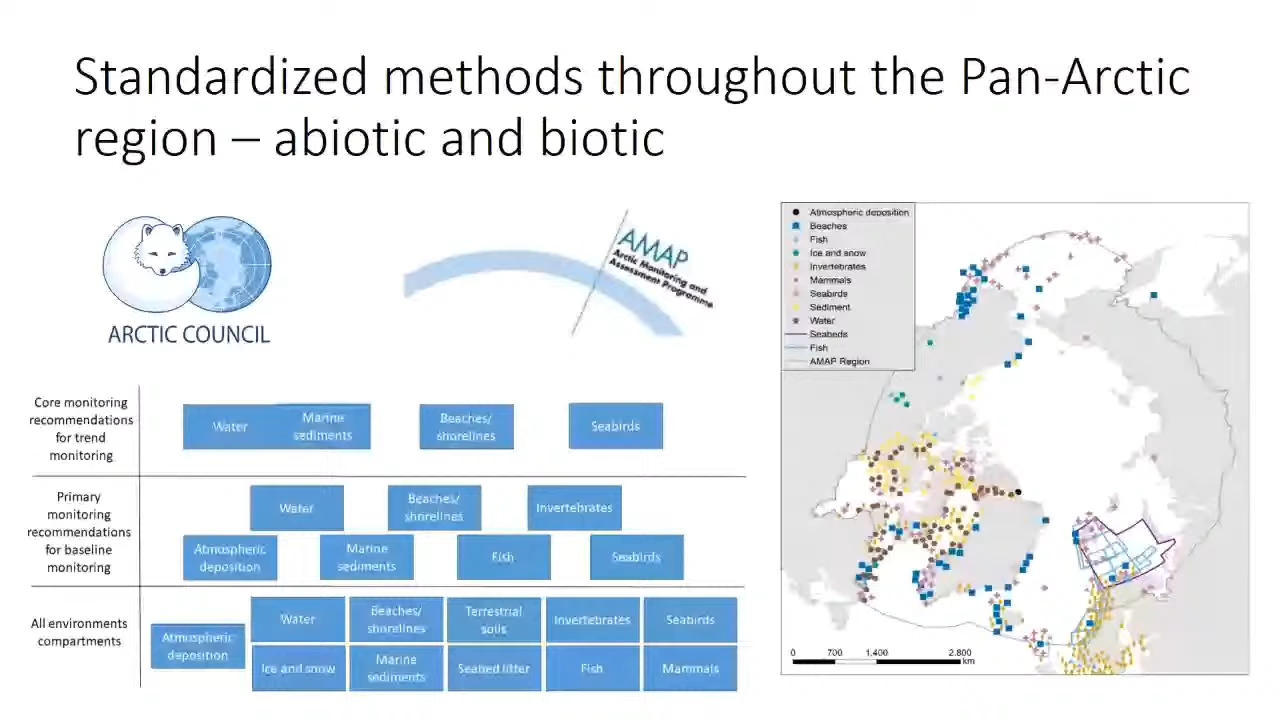 Standardized methods throughout the Pan-Arctic
region – abiotic and biotic
ARCTIC COUNCIL
AMAP
Arctic Monitoring and
Assessment Programme
Core monitoring
recommendations
for trend
monitoring
Water
Marine
sediments
Beaches/
shorelines
Seabirds
Primary
monitoring
recommendations
for baseline
monitoring
Water
Beaches/
shorelines
Invertebrates
Atmospheric
deposition
Marine
sediments
Fish
Seabirds
All environments
compartments
Atmospheric
deposition
Water
Beaches/
shorelines
Terrestrial
soils
Invertebrates
Seabirds
Ice and snow
Marine
sediments
Seabed litter
Fish
Mammals
Atmospheric deposition
Beaches
Fish
Ice and snow
Invertebrates
Mammals
Seabirds
Sediment
Water
Seabeds
Fish
AMAP Region
0 700 1,400 2,800
km